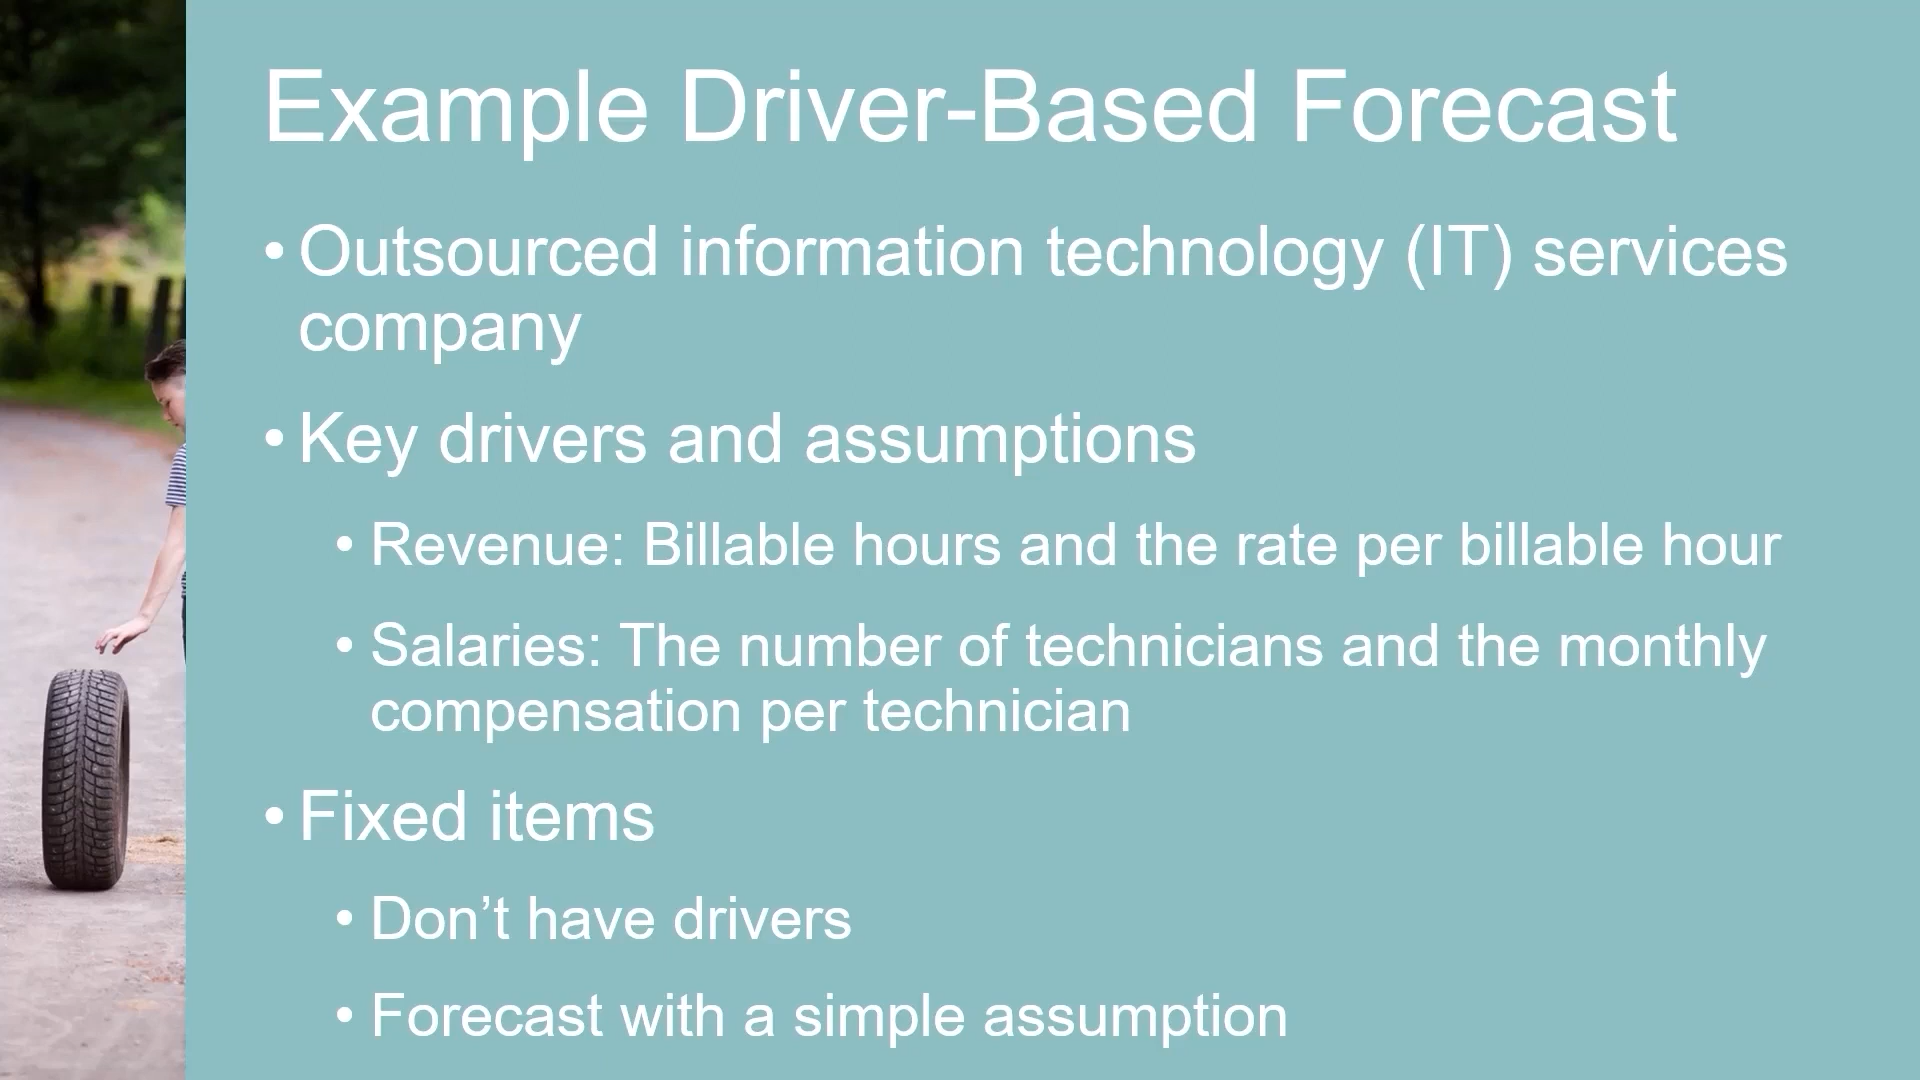 Example Driver-Based Forecast
• Outsourced information technology (IT) services
company
• Key drivers and assumptions
• Revenue: Billable hours and the rate per billable hour
• Salaries: The number of technicians and the monthly
compensation per technician
• Fixed items
• Don’t have drivers
• Forecast with a simple assumption